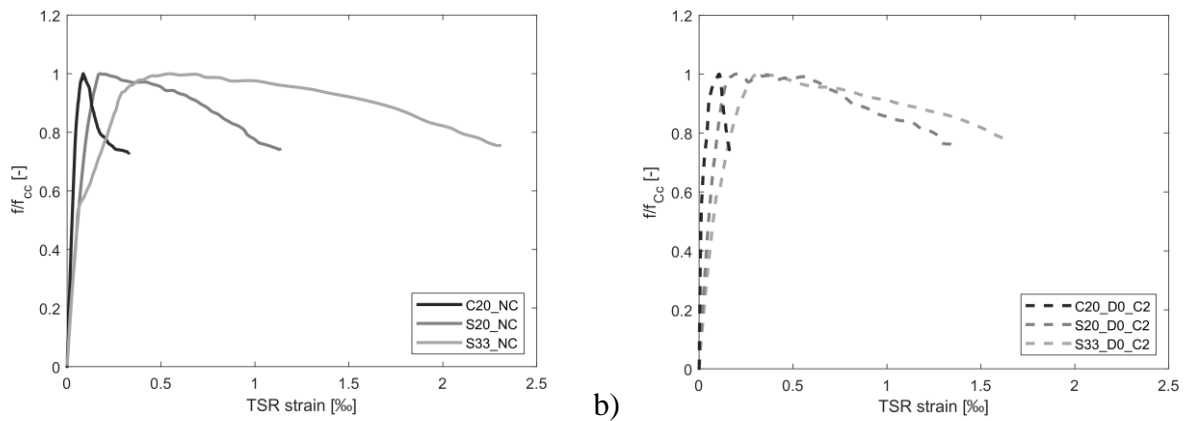 1.2
1
0.8
0.6
0.4
0.2
0
f/f_cc [-]
0 0.5 1 1.5 2 2.5
TSR strain [‰]
C20_NC
S20_NC
S33_NC
b)
1.2
1
0.8
0.6
0.4
0.2
0
f/f_Cc [-]
0 0.5 1 1.5 2 2.5
TSR strain [‰]
C20_D0_C2
S20_D0_C2
S33_D0_C2